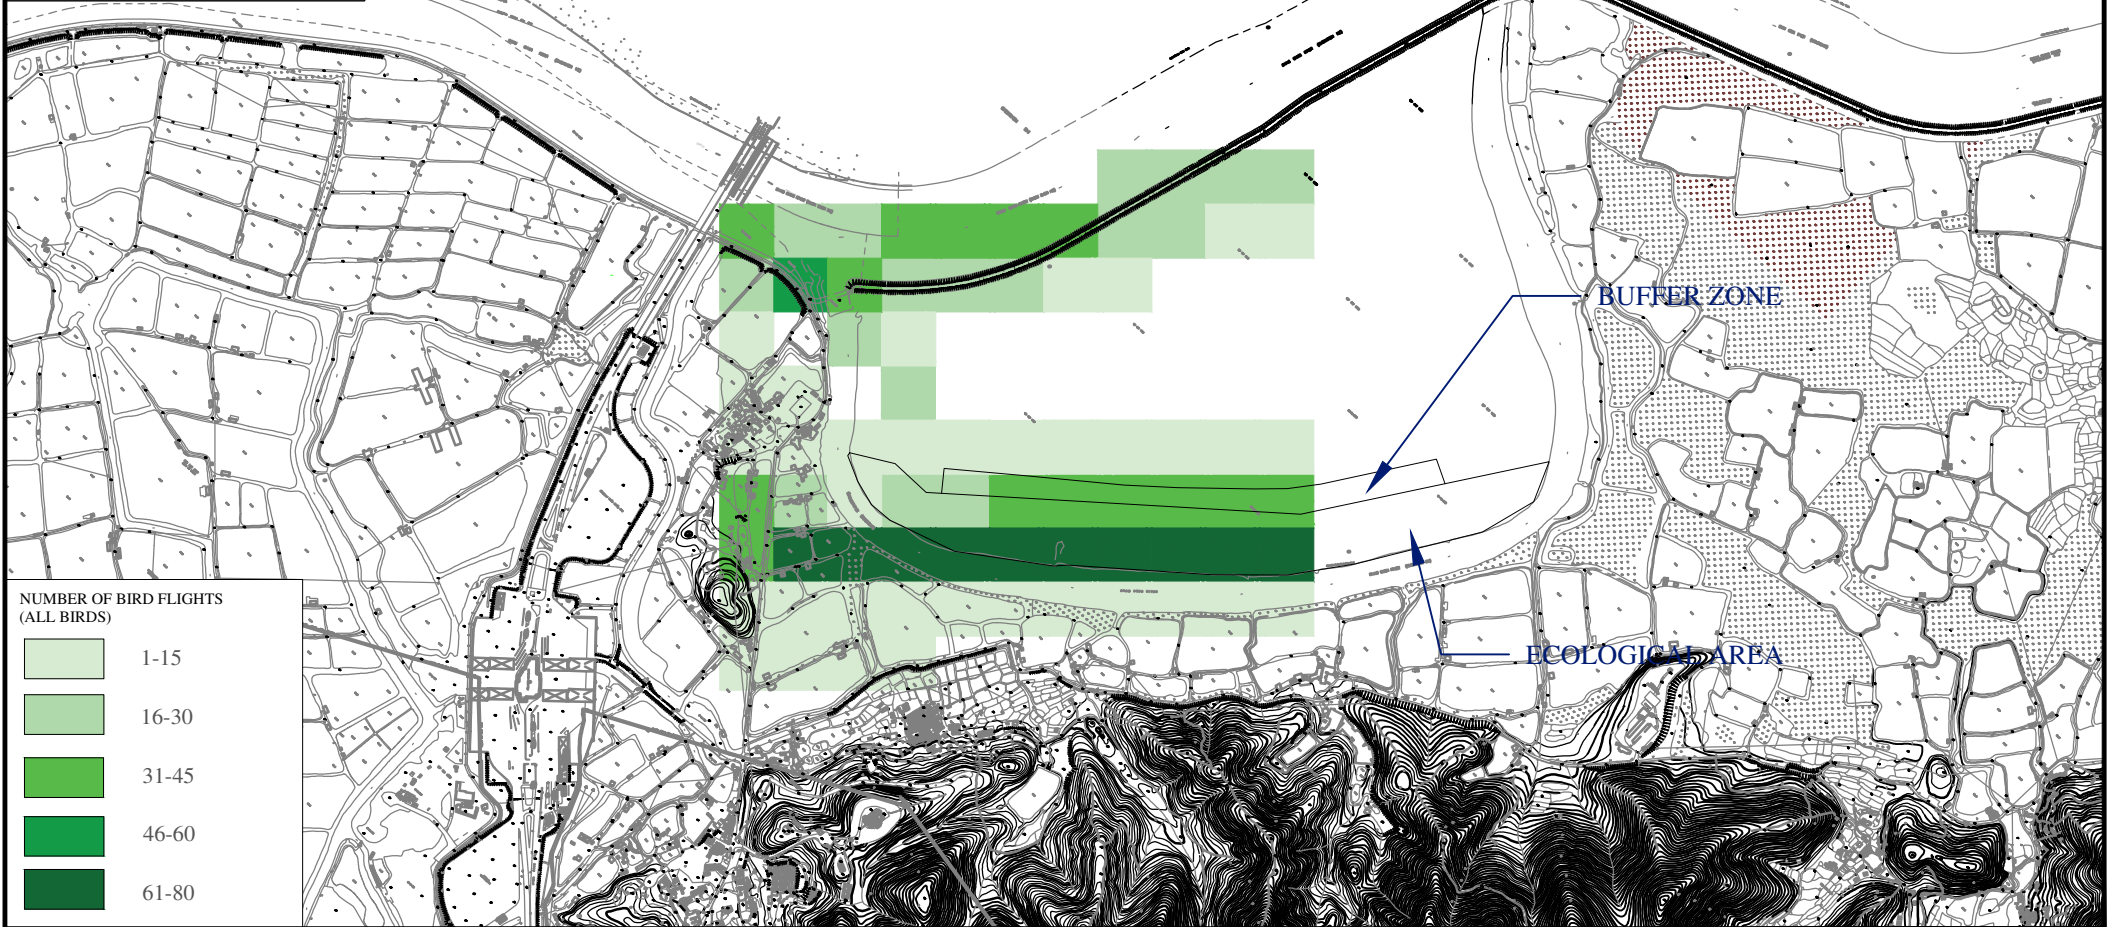 BUFFER ZONE
ECOLOGICAL AREA
NUMBER OF BIRD FLIGHTS
(ALL BIRDS)
1-15
16-30
31-45
46-60
61-80